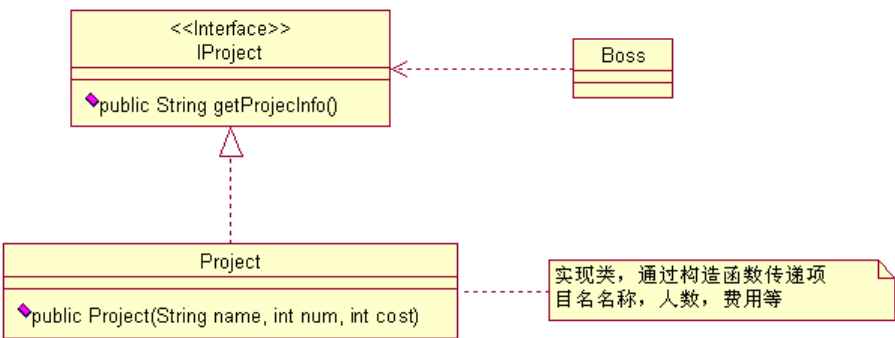 <<Interface>>
IProject
public String getProjecInfo()
Boss
Project
public Project(String name, int num, int cost)
实现类，通过构造函数传递项
目名名称，人数，费用等